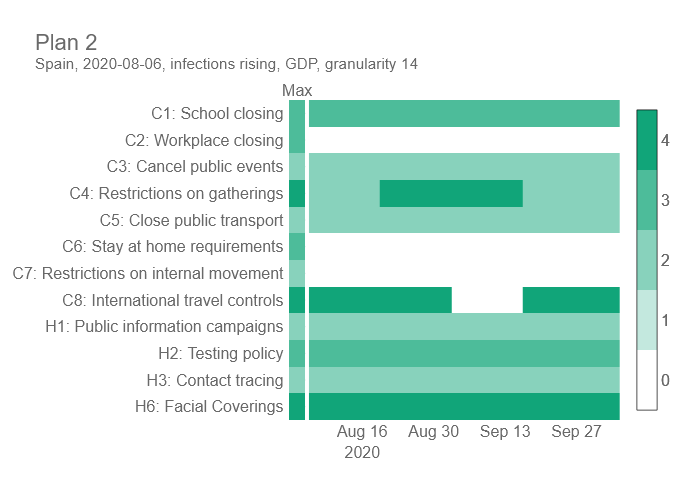 Plan 2
Spain, 2020-08-06, infections rising, GDP, granularity 14
Max
C1: School closing
C2: Workplace closing
C3: Cancel public events
C4: Restrictions on gatherings
C5: Close public transport
C6: Stay at home requirements
C7: Restrictions on internal movement
C8: International travel controls
H1: Public information campaigns
H2: Testing policy
H3: Contact tracing
H6: Facial Coverings
Aug 16 Aug 30 Sep 13 Sep 27
2020
4
3
2
1
0